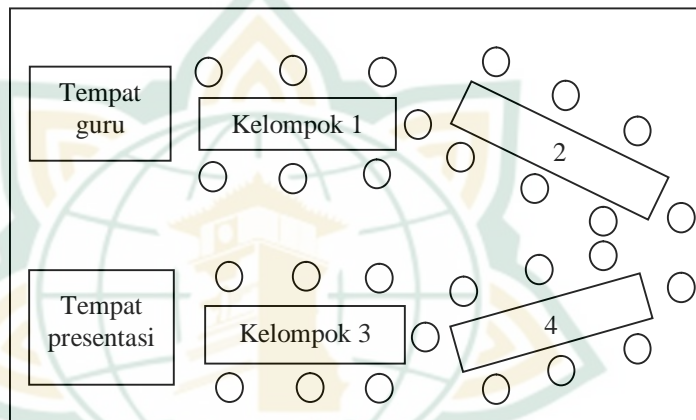 Tempat
guru
Kelompok 1
2
Tempat
presentasi
Kelompok 3
4